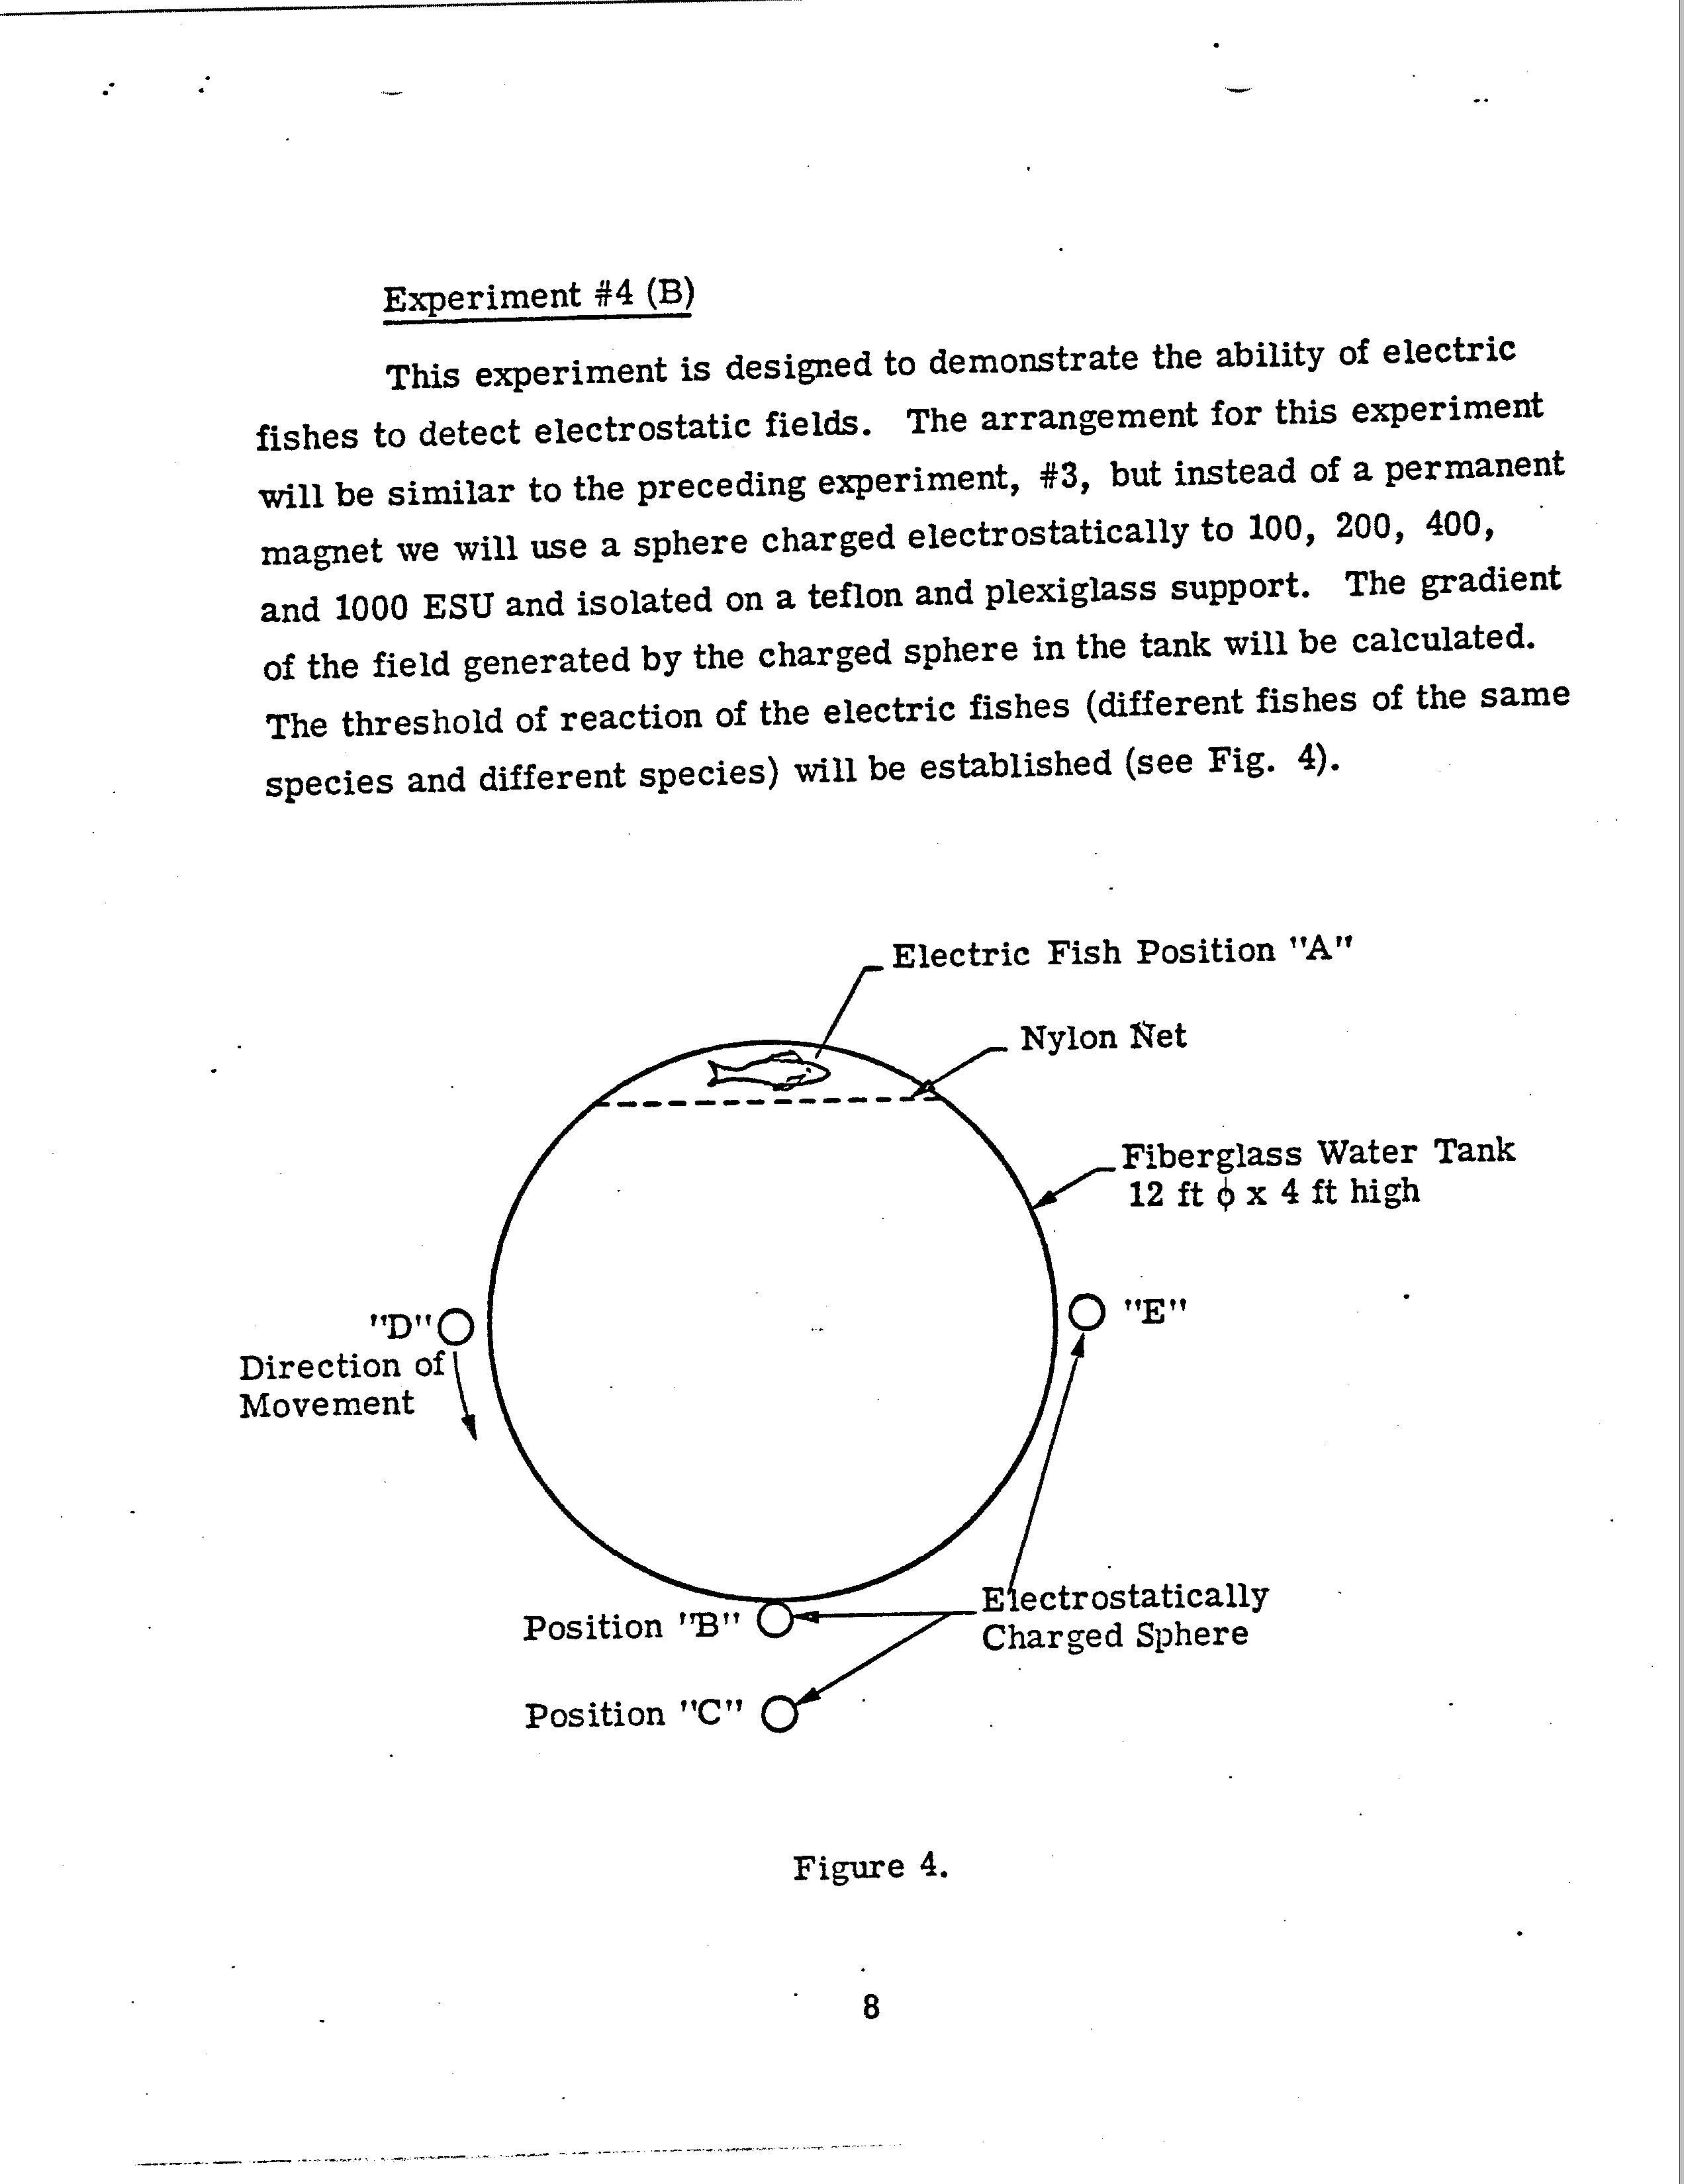 Experiment #4 (B)
This experiment is designed to demonstrate the ability of electric
fishes to detect electrostatic fields. The arrangement for this experiment
will be similar to the preceding experiment, #3, but instead of a permanent
magnet we will use a sphere charged electrostatically to 100, 200, 400,
and 1000 ESU and isolated on a teflon and plexiglass support. The gradient
of the field generated by the charged sphere in the tank will be calculated.
The threshold of reaction of the electric fishes (different fishes of the same
species and different species) will be established (see Fig. 4).
Electric Fish Position "A"
Nylon Net
Fiberglass Water Tank
12 ft ϕ x 4 ft high
"D"
"E"
Direction of
Movement
Electrostatically
Charged Sphere
Position "B"
Position "C"
Figure 4.
8